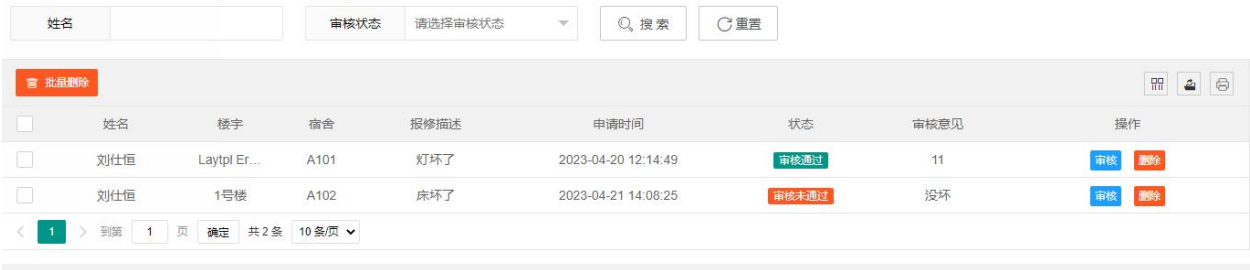 姓名 审核状态 请选择审核状态 搜索 重置
批量删除
姓名 楼宇 宿舍 报修描述 申请时间 状态 审核意见 操作
刘仕恒 Laytpl Er... A101 灯坏了 2023-04-20 12:14:49 审核通过 11 审核 删除
刘仕恒 1号楼 A102 床坏了 2023-04-21 14:08:25 审核未通过 没坏 审核 删除
< 1 > 到第 1 页 确定 共 2 条 10 条/页